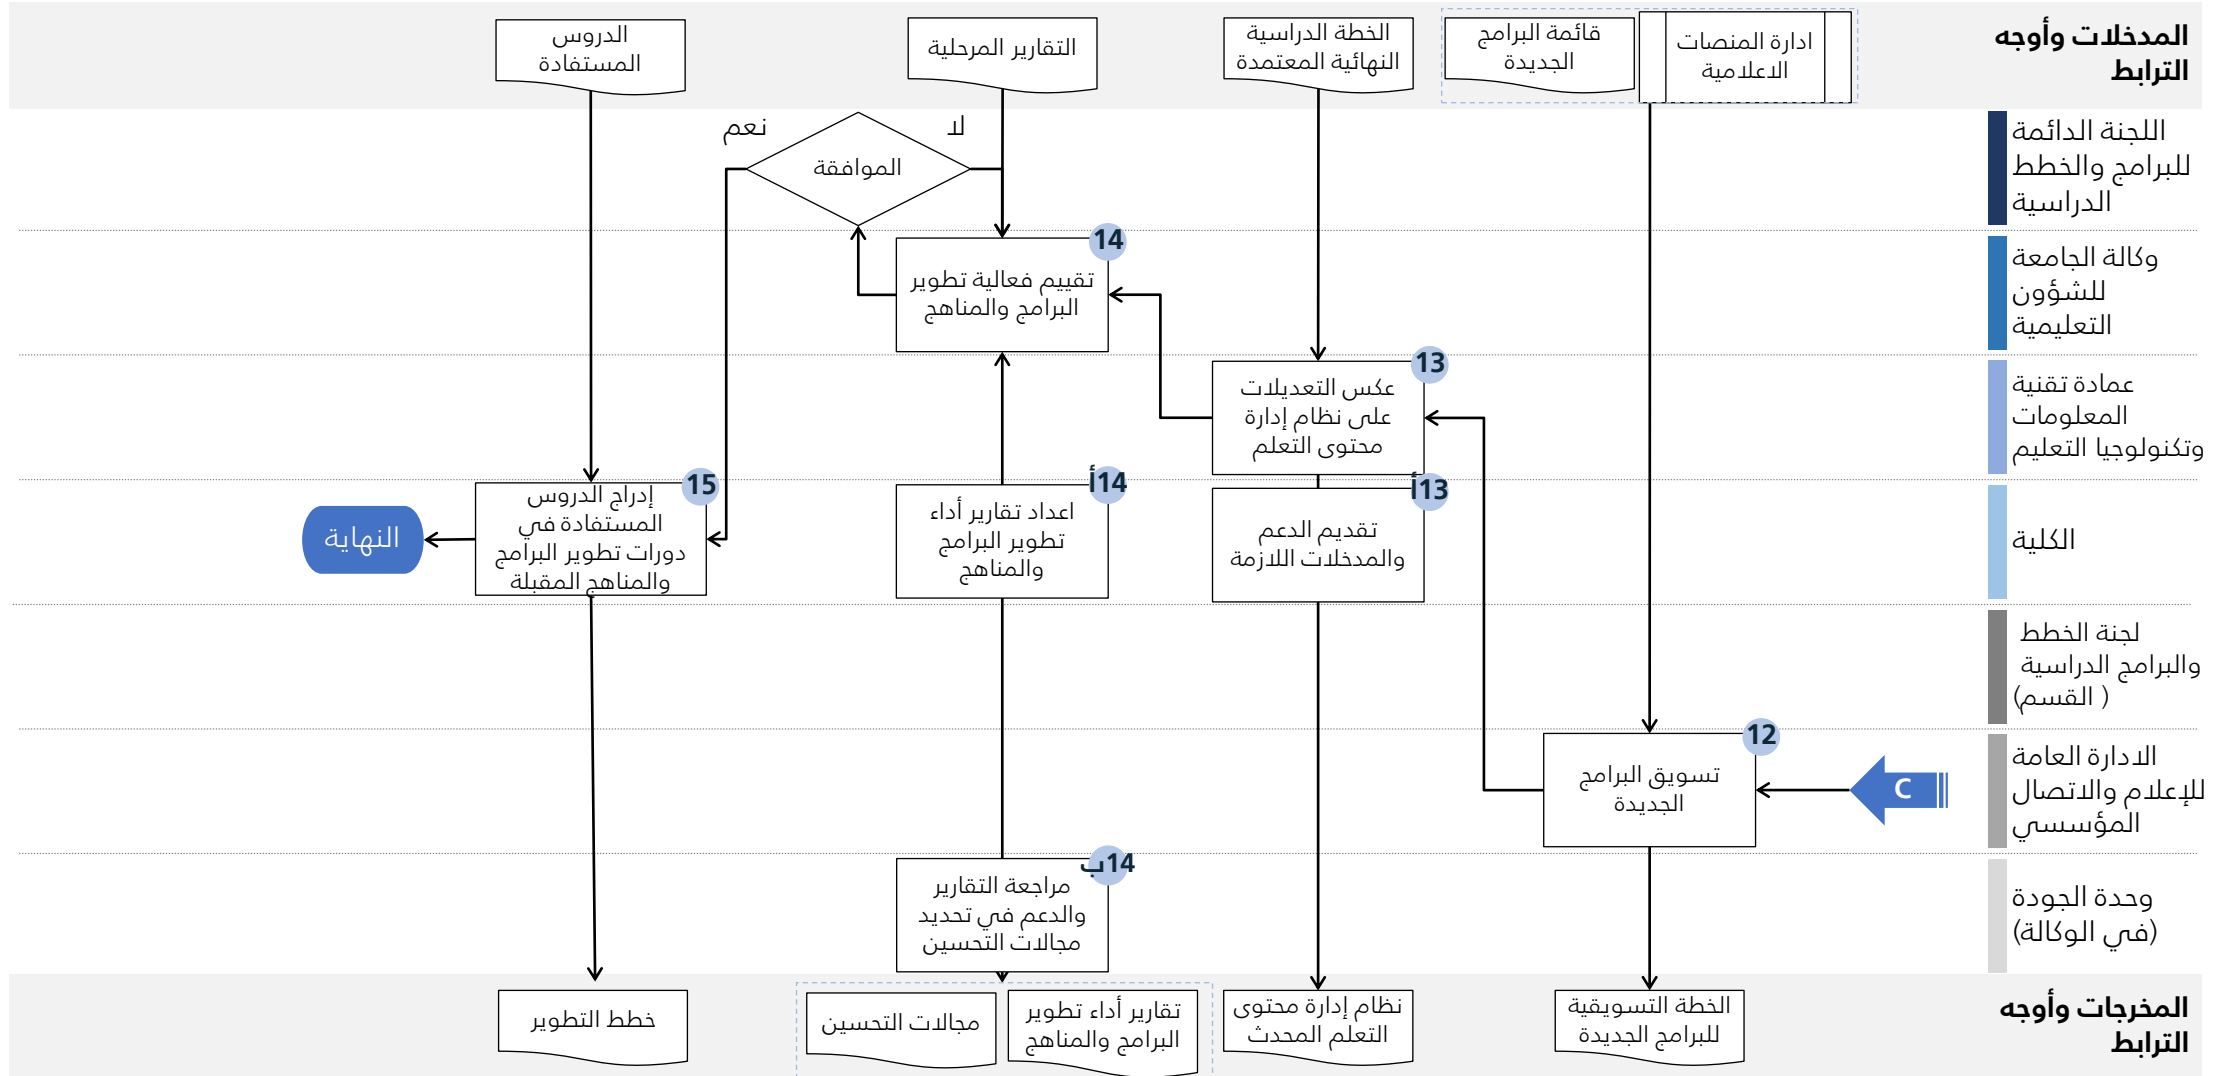 المدخلات وأوجه
الترابط
ادارة المنصات
الاعلامية
قائمة البرامج
الجديدة
الخطة الدراسية
النهائية المعتمدة
التقارير المرحلية
الدروس
المستفادة
اللجنة الدائمة
للبرامج والخطط
الدراسية
لا
الموافقة
نعم
وكالة الجامعة
للشؤون
التعليمية
14
تقييم فعالية تطوير
البرامج والمناهج
عمادة تقنية
المعلومات
وتكنولوجيا التعليم
13
عكس التعديلات
على نظام إدارة
محتوى التعلم
الكلية
13أ
تقديم الدعم
والمدخلات اللازمة
14أ
اعداد تقارير أداء
تطوير البرامج
والمناهج
15
إدراج الدروس
المستفادة في
دورات تطوير البرامج
والمناهج المقبلة
النهاية
لجنة الخطط
والبرامج الدراسية
( القسم)
الادارة العامة
للإعلام والاتصال
المؤسسي
C
12
تسويق البرامج
الجديدة
وحدة الجودة
(في الوكالة)
14ب
مراجعة التقارير
والدعم في تحديد
مجالات التحسين
المخرجات وأوجه
الترابط
الخطة التسويقية
للبرامج الجديدة
نظام إدارة محتوى
التعلم المحدث
تقارير أداء تطوير
البرامج والمناهج
مجالات التحسين
خطط التطوير